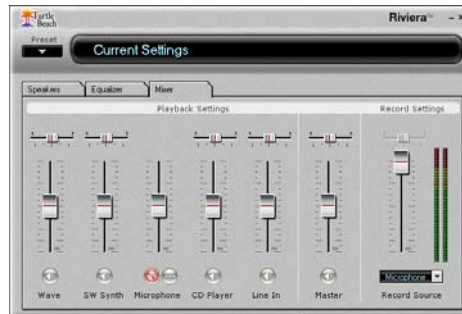 Turtle Beach
Riviera™
Preset
Current Settings
Speakers Equalizer Mixer
Playback Settings
Record Settings
Microphone
Wave SW Synth Microphone CD Player Line In Master Record Source